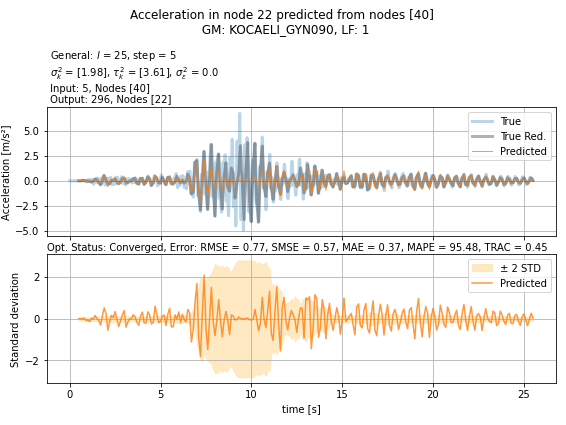 Acceleration in node 22 predicted from nodes [40]
GM: KOCAELI_GYN090, LF: 1
General: l = 25, step = 5
σ²ₖ = [1.98], τ²ₖ = [3.61], σ²ε = 0.0
Input: 5, Nodes [40]
Output: 296, Nodes [22]
True
True Red.
Predicted
5.0
2.5
0.0
−2.5
−5.0
Acceleration [m/s²]
Opt. Status: Converged, Error: RMSE = 0.77, SMSE = 0.57, MAE = 0.37, MAPE = 95.48, TRAC = 0.45
± 2 STD
Predicted
2
0
−2
Standard deviation
0 5 10 15 20 25
time [s]